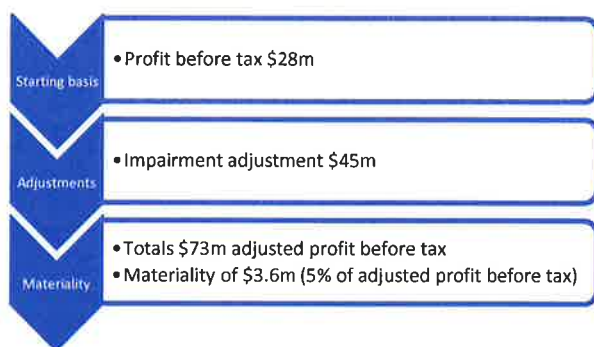 Starting basis
• Profit before tax $28m
Adjustments
• Impairment adjustment $45m
Materiality
• Totals $73m adjusted profit before tax
• Materiality of $3.6m (5% of adjusted profit before tax)